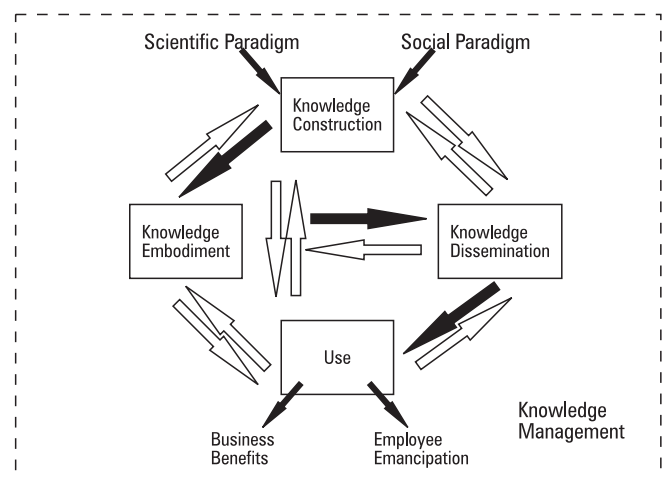 Scientific Paradigm
Social Paradigm
Knowledge
Construction
Knowledge
Embodiment
Knowledge
Dissemination
Use
Knowledge
Management
Business
Benefits
Employee
Emancipation